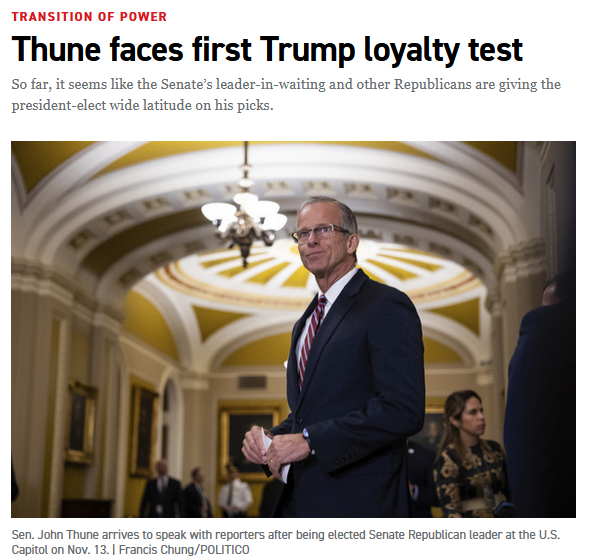 TRANSITION OF POWER
Thune faces first Trump loyalty test
So far, it seems like the Senate’s leader-in-waiting and other Republicans are giving the
president-elect wide latitude on his picks.
Sen. John Thune arrives to speak with reporters after being elected Senate Republican leader at the U.S.
Capitol on Nov. 13. | Francis Chung/POLITICO